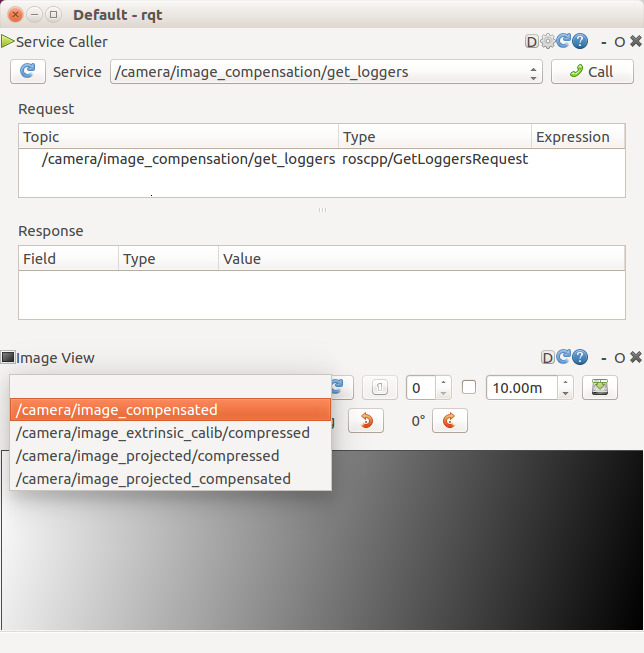 Default - rqt
Service Caller D - O
Service /camera/image_compensation/get_loggers Call
Request
Topic Type Expression
/camera/image_compensation/get_loggers roscpp/GetLoggersRequest
Response
Field Type Value
Image View D - O
0 10.00m
/camera/image_compensated
0°
/camera/image_extrinsic_calib/compressed
/camera/image_projected/compressed
/camera/image_projected_compensated